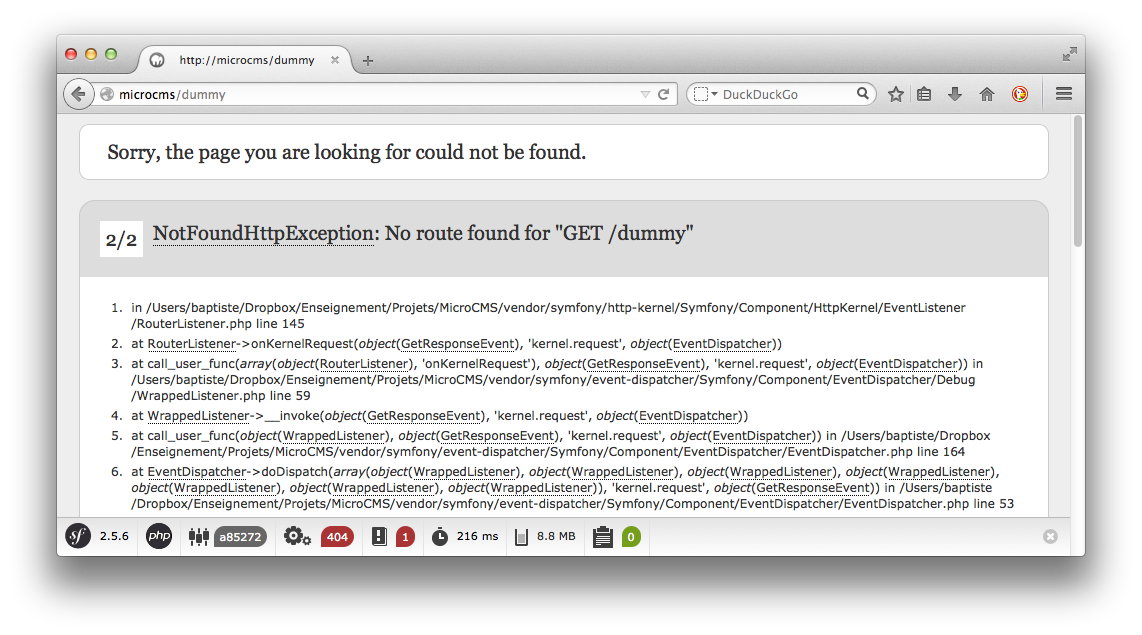 http://microcms/dummy
microcms/dummy
DuckDuckGo
Sorry, the page you are looking for could not be found.
2/2 NotFoundHttpException: No route found for "GET /dummy"
1. in /Users/baptiste/Dropbox/Enseignement/Projets/MicroCMS/vendor/symfony/http-kernel/Symfony/Component/HttpKernel/EventListener
/RouterListener.php line 145
2. at RouterListener->onKernelRequest(object(GetResponseEvent), 'kernel.request', object(EventDispatcher))
3. at call_user_func(array(object(RouterListener), 'onKernelRequest'), object(GetResponseEvent), 'kernel.request', object(EventDispatcher)) in
/Users/baptiste/Dropbox/Enseignement/Projets/MicroCMS/vendor/symfony/event-dispatcher/Symfony/Component/EventDispatcher/Debug
/WrappedListener.php line 59
4. at WrappedListener->__invoke(object(GetResponseEvent), 'kernel.request', object(EventDispatcher))
5. at call_user_func(object(WrappedListener), object(GetResponseEvent), 'kernel.request', object(EventDispatcher)) in /Users/baptiste/Dropbox
/Enseignement/Projets/MicroCMS/vendor/symfony/event-dispatcher/Symfony/Component/EventDispatcher/EventDispatcher.php line 164
6. at EventDispatcher->doDispatch(array(object(WrappedListener), object(WrappedListener), object(WrappedListener), object(WrappedListener),
object(WrappedListener), object(WrappedListener), object(WrappedListener)), 'kernel.request', object(GetResponseEvent)) in /Users/baptiste
/Dropbox/Enseignement/Projets/MicroCMS/vendor/symfony/event-dispatcher/Symfony/Component/EventDispatcher/EventDispatcher.php line 53
sf 2.5.6 php a85272 404 1 216 ms 8.8 MB 0